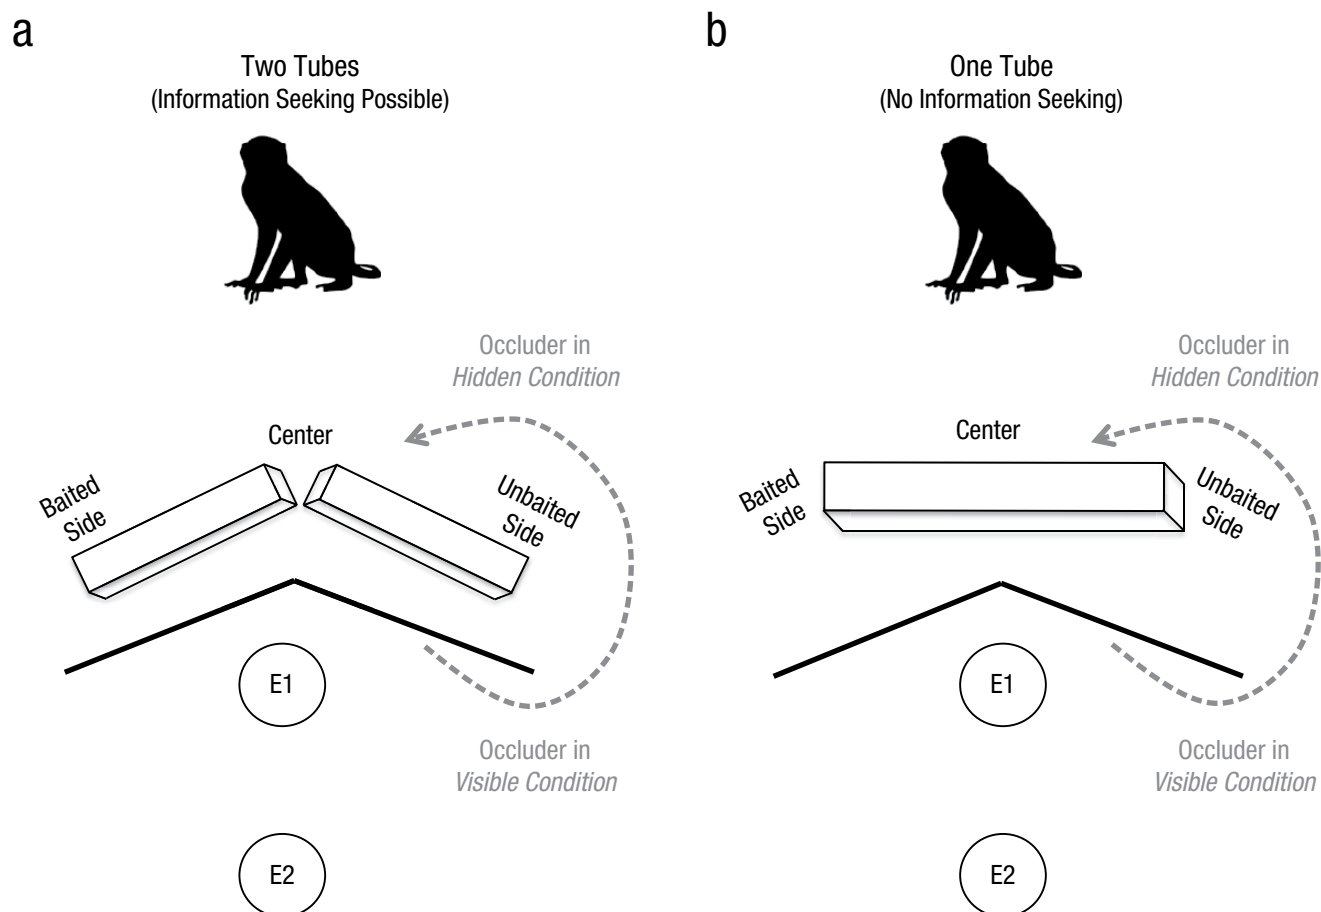 a
Two Tubes
(Information Seeking Possible)
Occluder in
Hidden Condition
Center
Baited
Side
Unbaited
Side
E1
Occluder in
Visible Condition
E2
b
One Tube
(No Information Seeking)
Occluder in
Hidden Condition
Center
Baited
Side
Unbaited
Side
E1
Occluder in
Visible Condition
E2